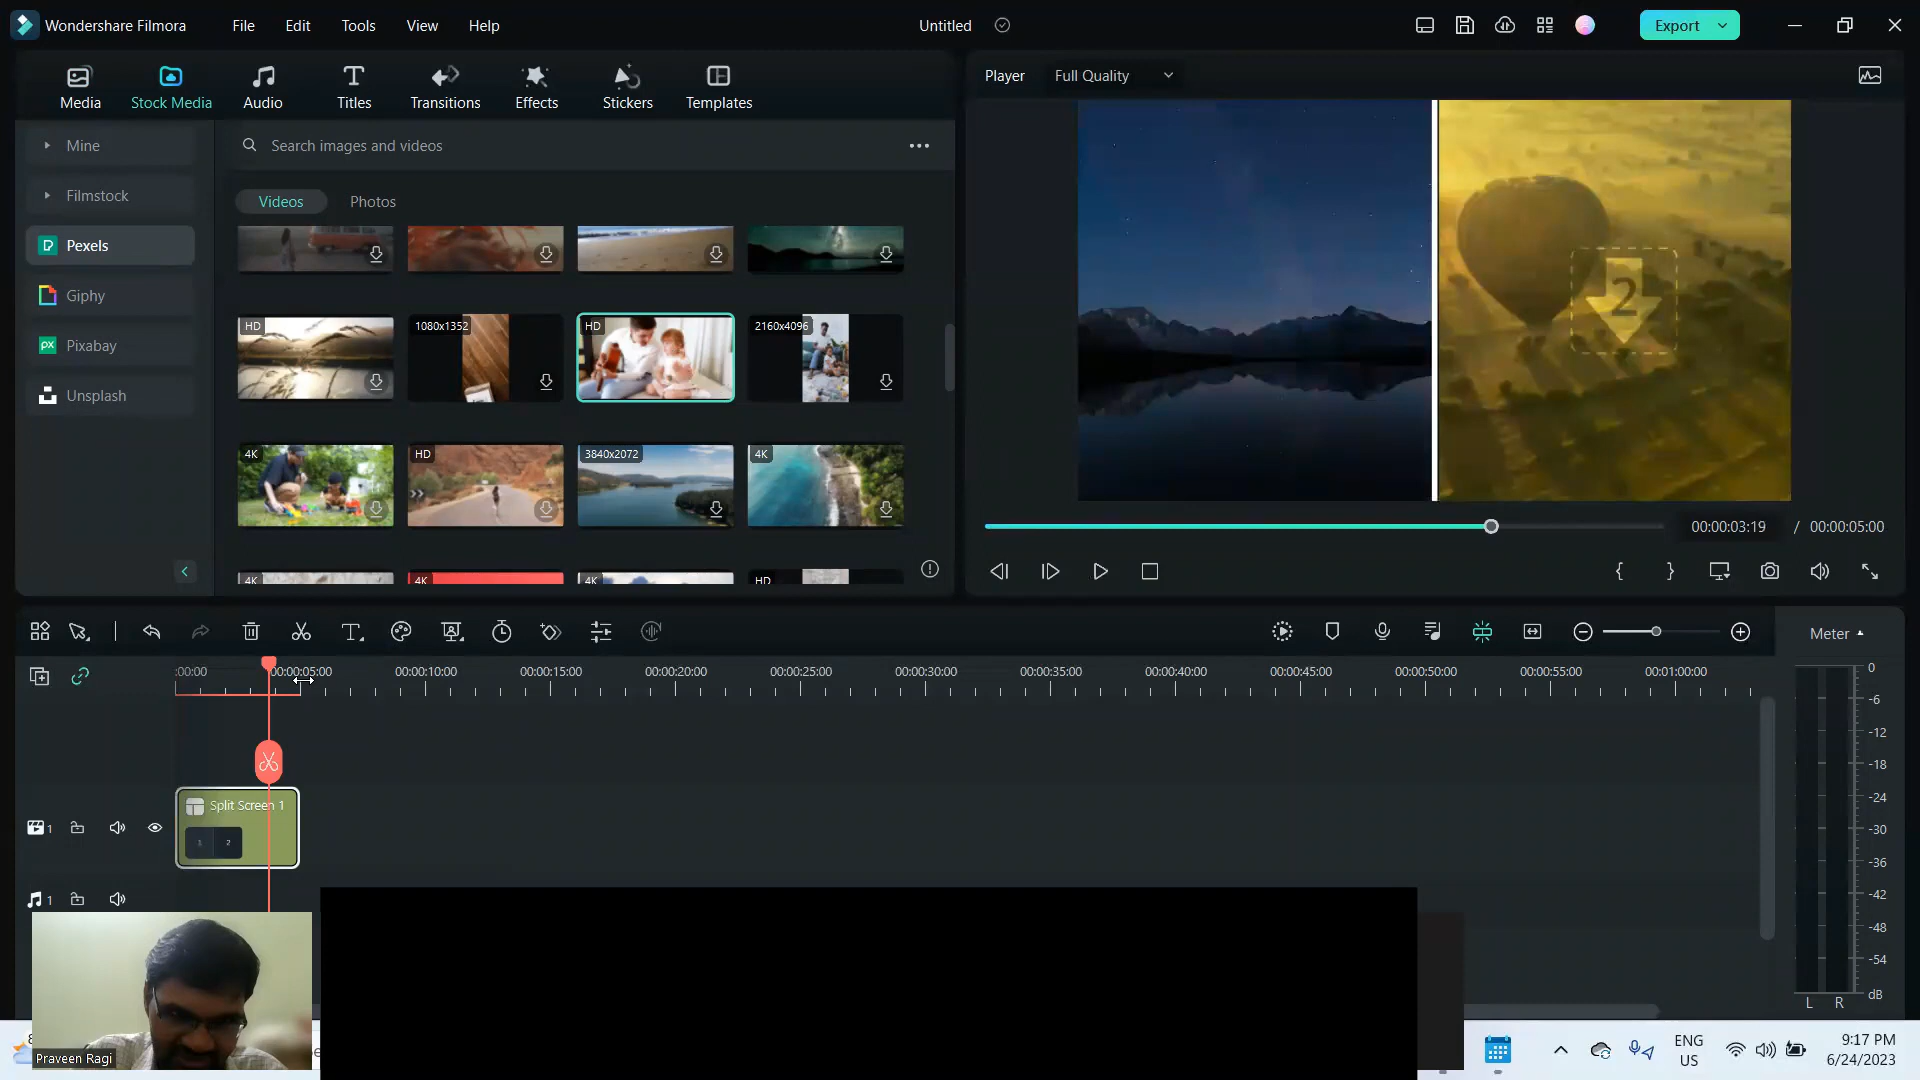 Wondershare Filmora
File
Edit
Tools
View
Help
Untitled
Export
Media
Stock Media
Audio
Titles
Transitions
Effects
Stickers
Templates
Player
Full Quality
Mine
Filmstock
Pexels
Giphy
Pixabay
Unsplash
Search images and videos
Videos
Photos
HD
1080x1352
HD
2160x4096
4K
HD
3840x2072
4K
4K
4K
4K
HD
2
00:00:03:19 / 00:00:05:00
Meter
:00:00
00:00:05:00
00:00:10:00
00:00:15:00
00:00:20:00
00:00:25:00
00:00:30:00
00:00:35:00
00:00:40:00
00:00:45:00
00:00:50:00
00:00:55:00
00:01:00:00
Split Screen 1
1
2
1
1
0
-6
-12
-18
-24
-30
-36
-42
-48
-54
dB
L
R
Praveen Ragi
ENG
US
9:17 PM
6/24/2023